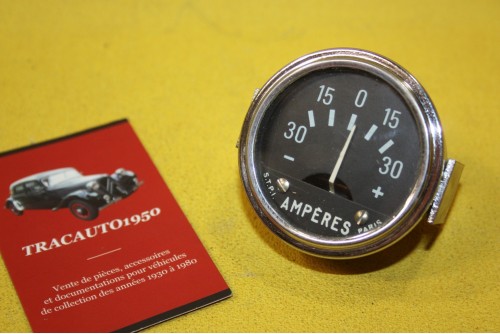 TRACAUTO1950
Vente de pièces, accessoires
et documentations pour véhicules
de collection des années 1930 à 1980
30 15 0 15 30
- +
S.T.P.I AMPÈRES PARIS